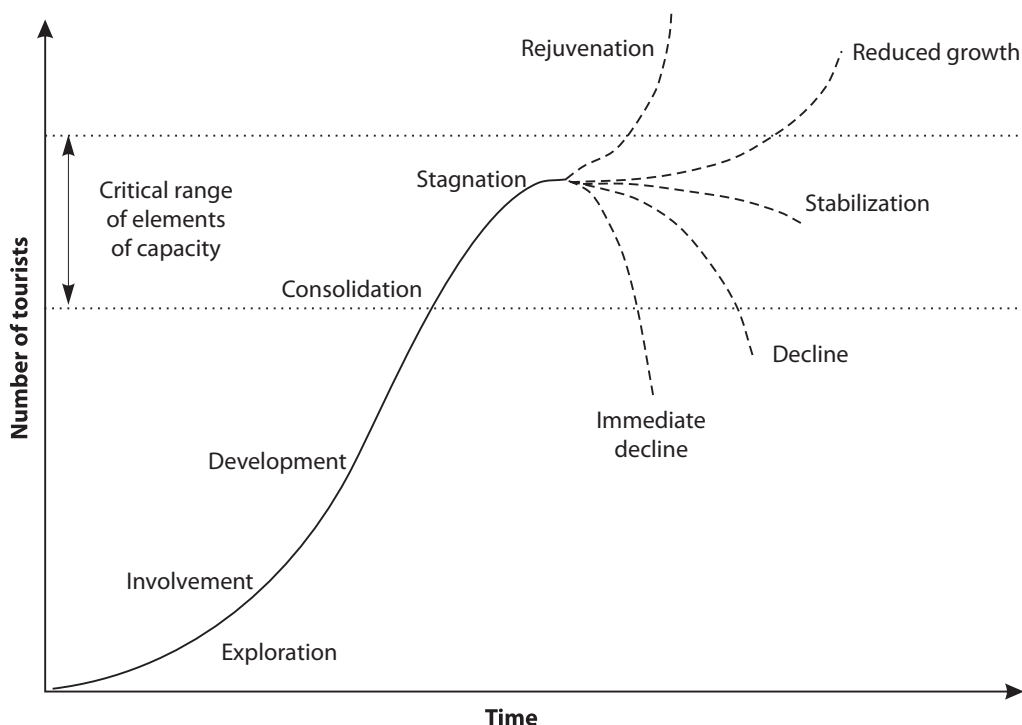 Rejuvenation
Reduced growth
Critical range
of elements
of capacity
Stagnation
Stabilization
Consolidation
Number of tourists
Decline
Immediate
decline
Development
Involvement
Exploration
Time